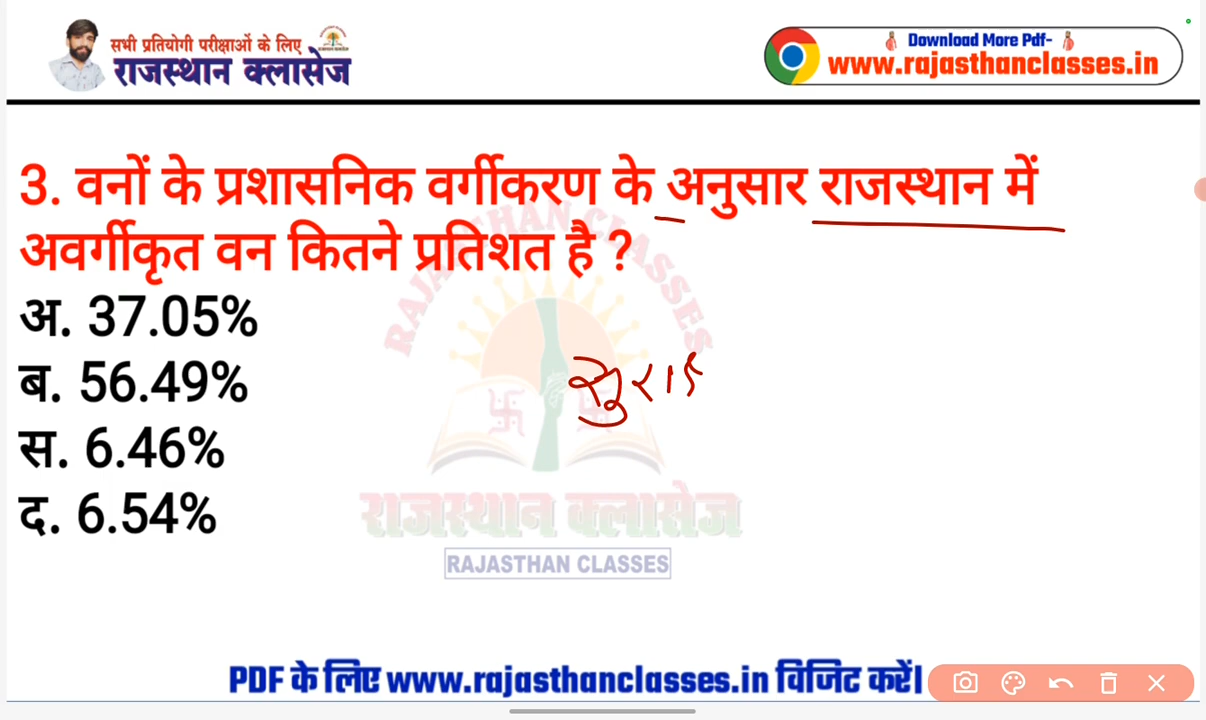 सभी प्रतियोगी परीक्षाओं के लिए
राजस्थान क्लासेज
Download More Pdf-
www.rajasthanclasses.in
3. वनों के प्रशासनिक वर्गीकरण के अनुसार राजस्थान में
अवर्गीकृत वन कितने प्रतिशत है ?
अ. 37.05%
ब. 56.49%
स. 6.46%
द. 6.54%
RAJASTHAN CLASSES
राजस्थान क्लासेज
RAJASTHAN CLASSES
PDF के लिए www.rajasthanclasses.in विजिट करें।